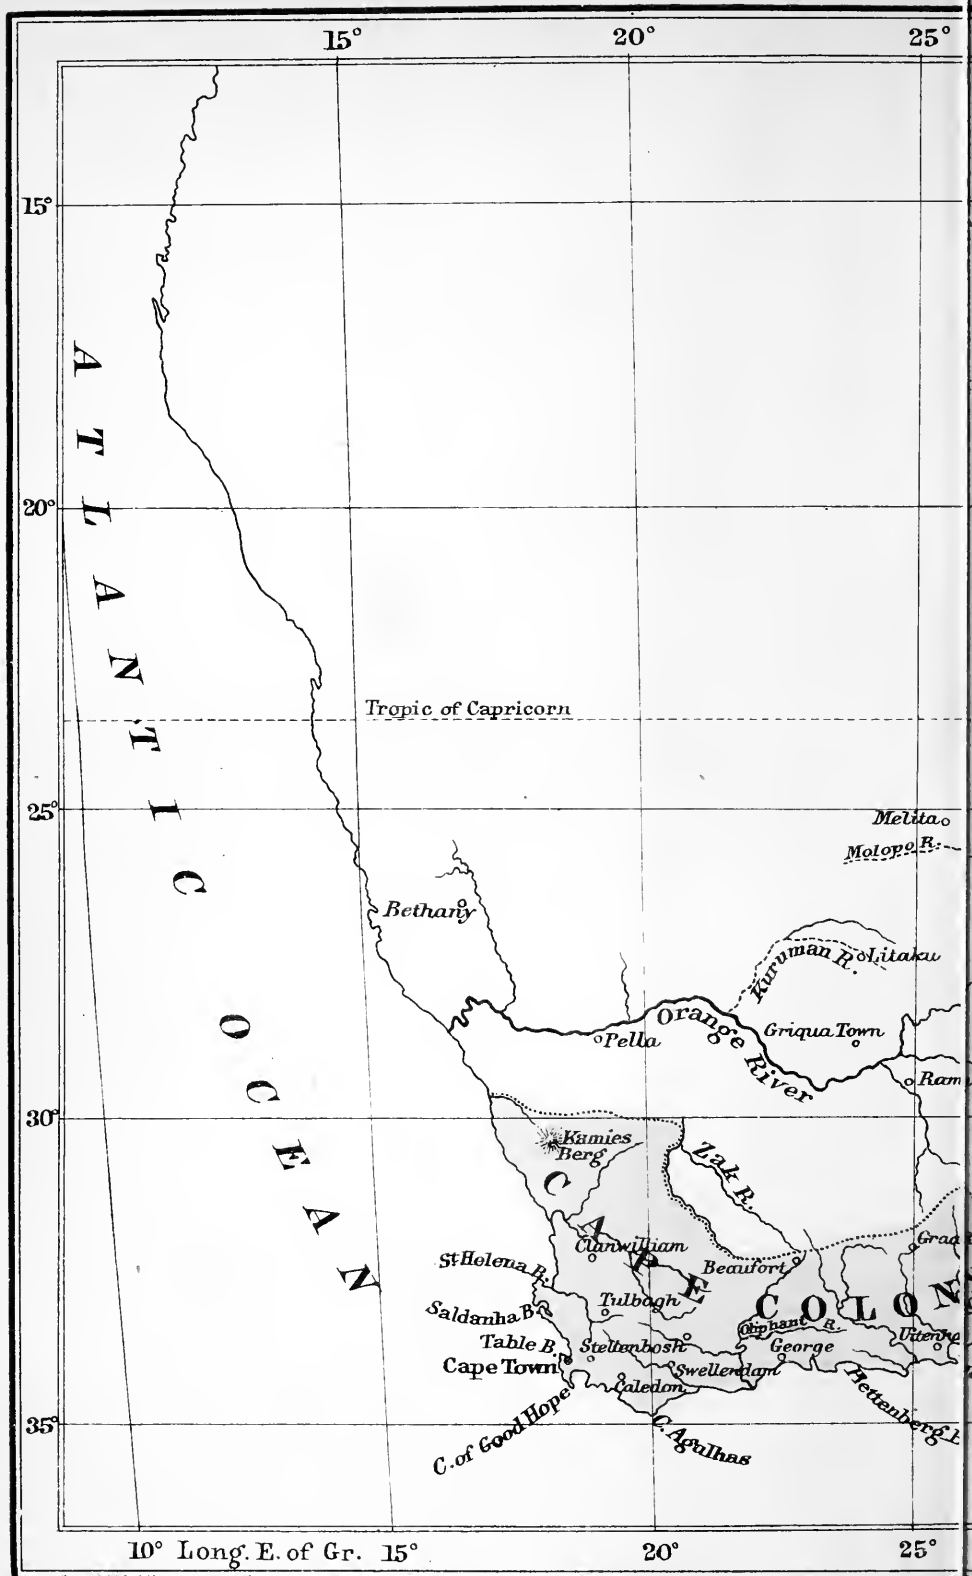 15° 20° 25°
15°
20°
25°
30°
35°
ATLANTIC OCEAN
Tropic of Capricorn
Melita
Molopo R.
Bethany
Kuruman R.
Litaku
Orange River
Griqua Town
Pella
Ram
Kamies
Berg
Zak R.
CAPE COLON
Clanwilliam
Graa
St Helena B.
Beaufort
Saldanha B.
Tulbagh
Oliphant R.
Table B.
Stellenbosh
George
Uitenha
Cape Town
Swellendam
Caledon
C. of Good Hope
C. Agulhas
Hettenberg B
10° Long. E. of Gr. 15° 20° 25°